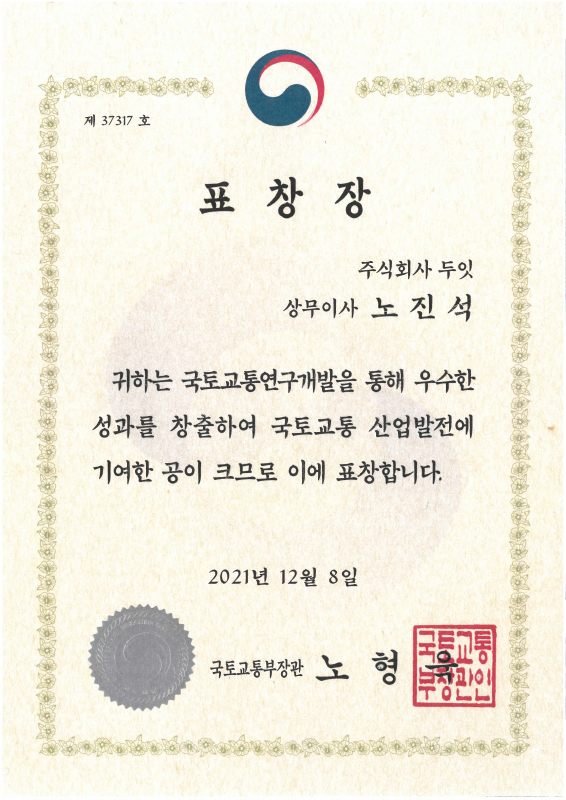 제 37317 호
표 창 장
주식회사 두잇
상무이사 노 진 석
귀하는 국토교통연구개발을 통해 우수한
성과를 창출하여 국토교통 산업발전에
기여한 공이 크므로 이에 표창합니다.
2021년 12월 8일
국토교통부장관 노 형 욱
국토교통
부장관인